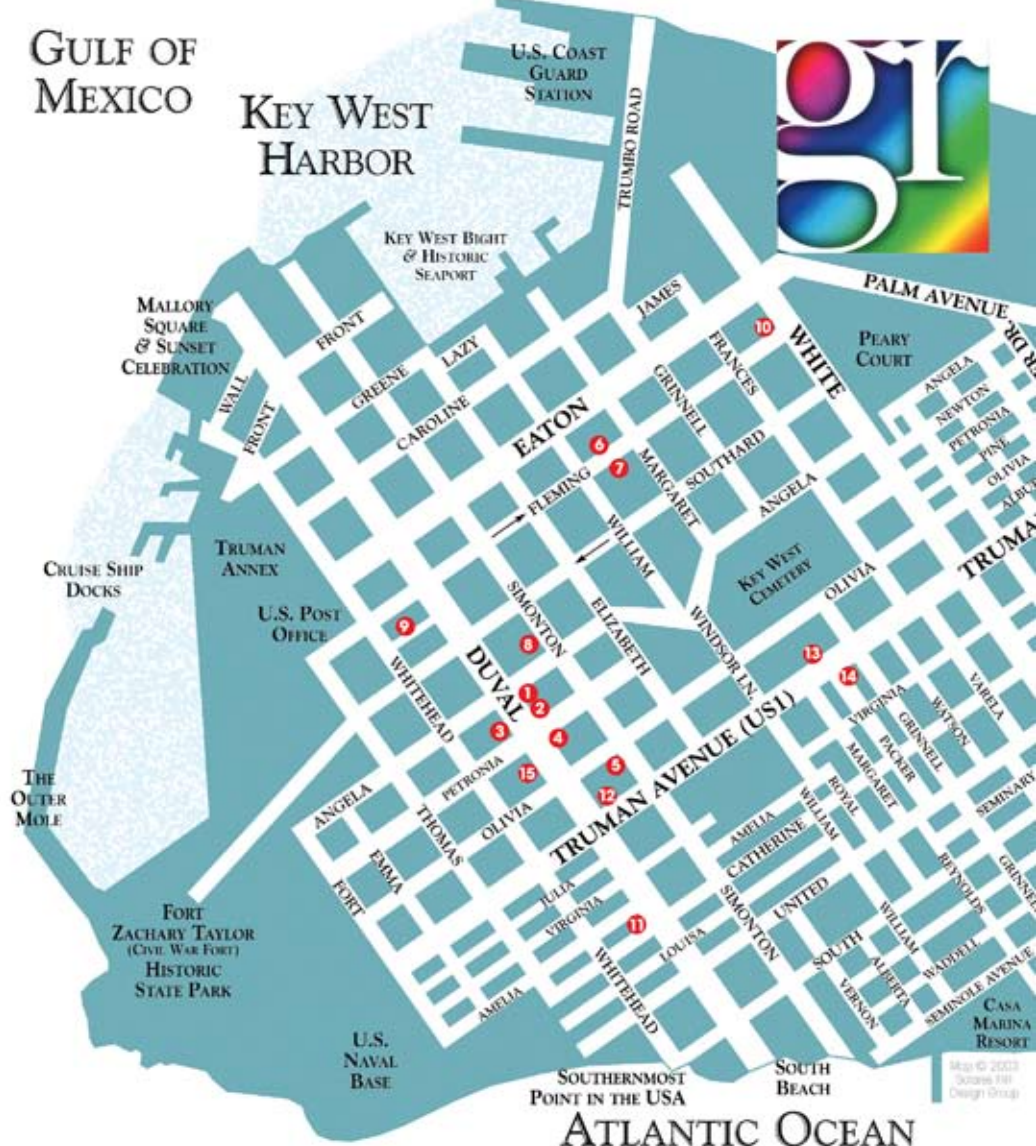 GULF OF
MEXICO
KEY WEST
HARBOR
U.S. COAST
GUARD
STATION
TRUMBO ROAD
gr
KEY WEST BIGHT
& HISTORIC
SEAPORT
MALLORY
SQUARE
& SUNSET
CELEBRATION
WALL
FRONT
FRONT
GREENE
LAZY
CAROLINE
JAMES
EATON
PALM AVENUE
PEARY
COURT
WHITE
10
FRANCES
GRINNELL
6
7
FLEMING
MARGARET
SOUTHARD
ANGELA
WILLIAM
ANGELA
NEWTON
PETRONIA
PINE
OLIVIA
KEY WEST
CEMETERY
OLIVIA
CRUISE SHIP
DOCKS
TRUMAN
ANNEX
U.S. POST
OFFICE
9
SIMONTON
ELIZABETH
WINDSOR LN.
8
DUVAL
WHITEHEAD
1
2
3
4
5
12
15
13
14
TRUMAN AVENUE (US1)
VIRGINIA
GRINNELL
WATSON
VARELA
PACKER
MARGARET
ROYAL
WILLIAM
THE
OUTER
MOLE
ANGELA
PETRONIA
THOMAS
OLIVIA
EMMA
FORT
JULIA
VIRGINIA
11
AMELIA
CATHERINE
SIMONTON
UNITED
LOUISA
WHITEHEAD
AMELIA
SOUTH
WILLIAM
REYNOLDS
ALBERTA
WADDELL
VERNON
SEMINOLE AVENUE
FORT
ZACHARY TAYLOR
(CIVIL WAR FORT)
HISTORIC
STATE PARK
U.S.
NAVAL
BASE
SOUTHERNMOST
POINT IN THE USA
SOUTH
BEACH
CASA
MARINA
RESORT
Map © 2003
Solares Hill
Design Group
ATLANTIC OCEAN